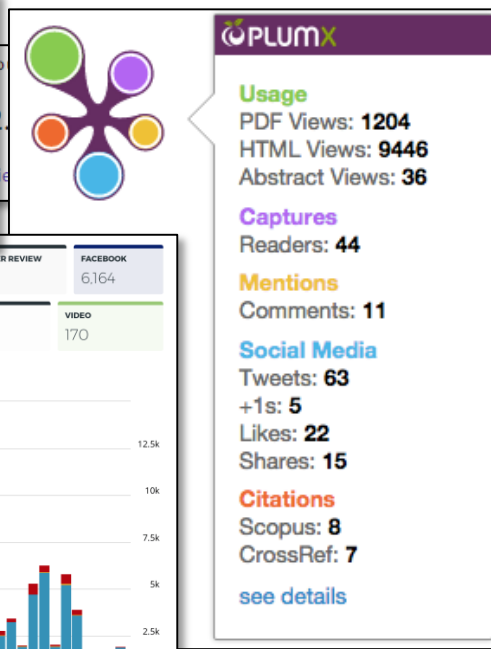 PLUMX
Usage
PDF Views: 1204
HTML Views: 9446
Abstract Views: 36
Captures
Readers: 44
Mentions
Comments: 11
Social Media
Tweets: 63
+1s: 5
Likes: 22
Shares: 15
Citations
Scopus: 8
CrossRef: 7
see details
REVIEW
FACEBOOK
6,164
VIDEO
170
12.5k
10k
7.5k
5k
2.5k